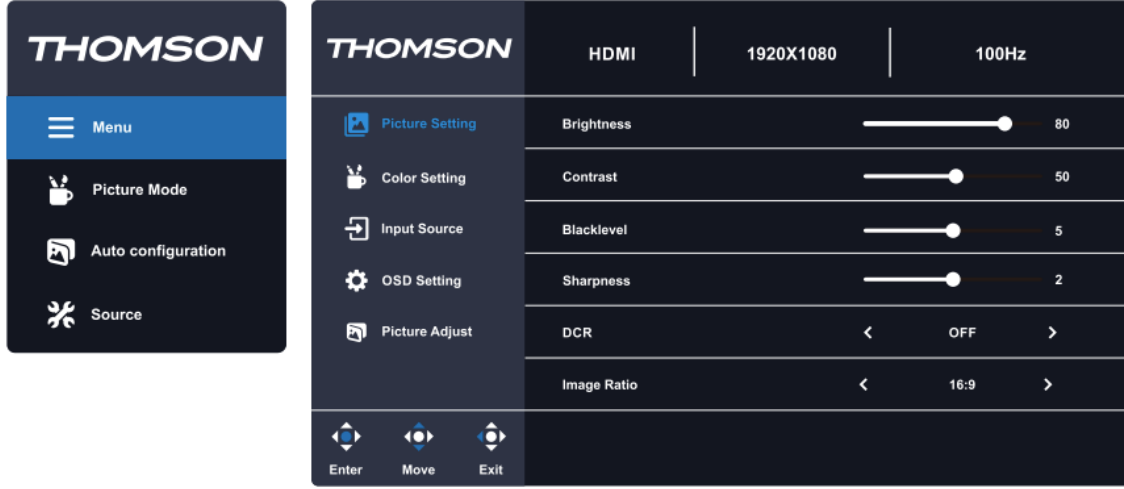 THOMSON
Menu
Picture Mode
Auto configuration
Source
THOMSON
HDMI 1920X1080 100Hz
Picture Setting
Color Setting
Input Source
OSD Setting
Picture Adjust
Brightness 80
Contrast 50
Blacklevel 5
Sharpness 2
DCR OFF
Image Ratio 16:9
Enter Move Exit